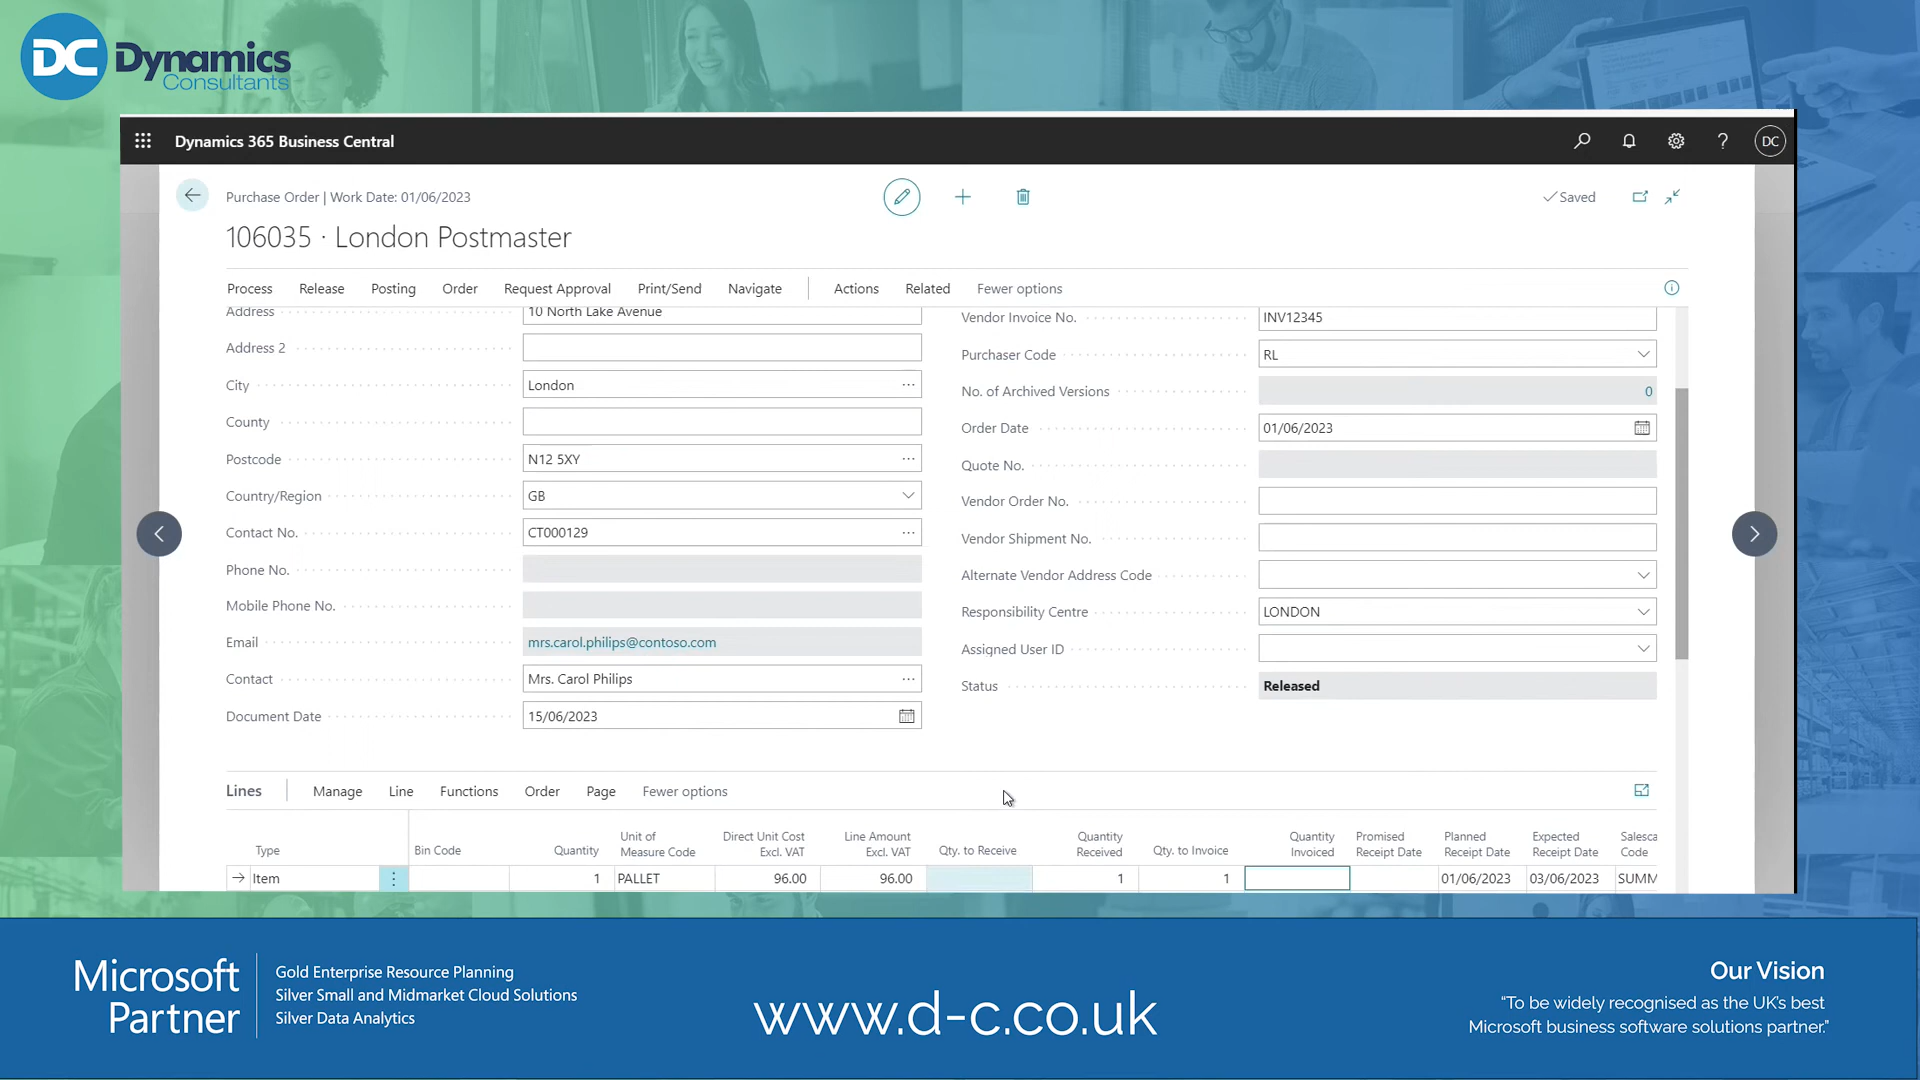 DC Dynamics
Consultants
Dynamics 365 Business Central
DC
Purchase Order | Work Date: 01/06/2023
Saved
106035 · London Postmaster
Process Release Posting Order Request Approval Print/Send Navigate Actions Related Fewer options
Address 10 North Lake Avenue
Address 2
City London
County
Postcode N12 5XY
Country/Region GB
Contact No. CT000129
Phone No.
Mobile Phone No.
Email mrs.carol.philips@contoso.com
Contact Mrs. Carol Philips
Document Date 15/06/2023
Vendor Invoice No. INV12345
Purchaser Code RL
No. of Archived Versions 0
Order Date 01/06/2023
Quote No.
Vendor Order No.
Vendor Shipment No.
Alternate Vendor Address Code
Responsibility Centre LONDON
Assigned User ID
Status Released
Lines Manage Line Functions Order Page Fewer options
Type Bin Code Quantity Unit of Measure Code Direct Unit Cost Excl. VAT Line Amount Excl. VAT Qty. to Receive Quantity Received Qty. to Invoice Quantity Invoiced Promised Receipt Date Planned Receipt Date Expected Receipt Date Salesca Code
Item 1 PALLET 96.00 96.00 1 1 01/06/2023 03/06/2023 SUMM
Microsoft
Partner
Gold Enterprise Resource Planning
Silver Small and Midmarket Cloud Solutions
Silver Data Analytics
www.d-c.co.uk
Our Vision
“To be widely recognised as the UK's best
Microsoft business software solutions partner.”